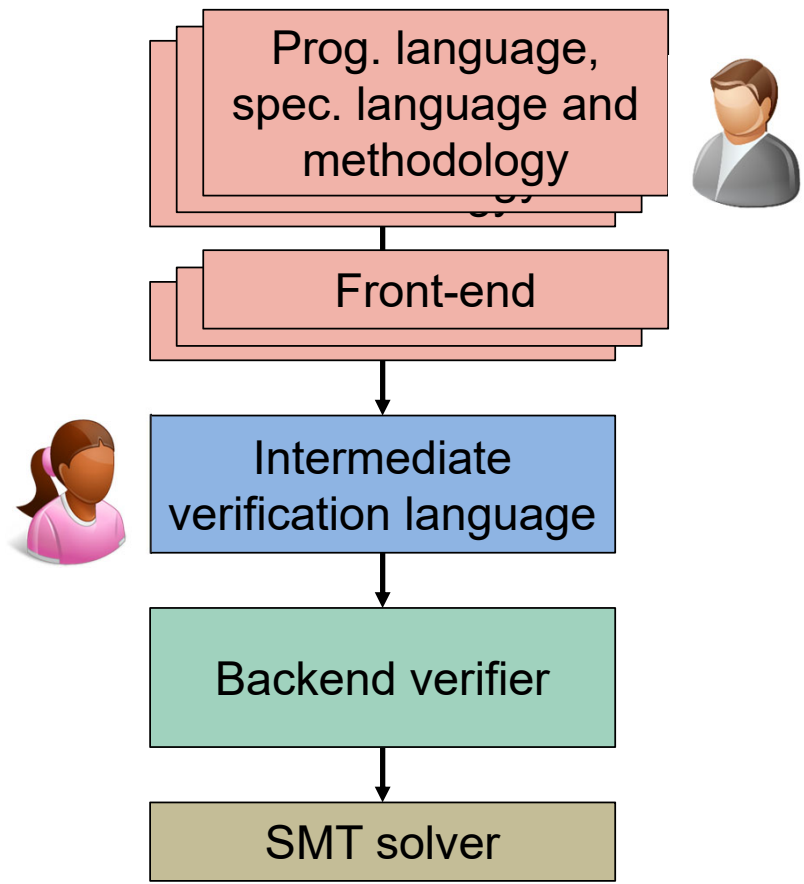 Prog. language,
spec. language and
methodology
Front-end
Intermediate
verification language
Backend verifier
SMT solver